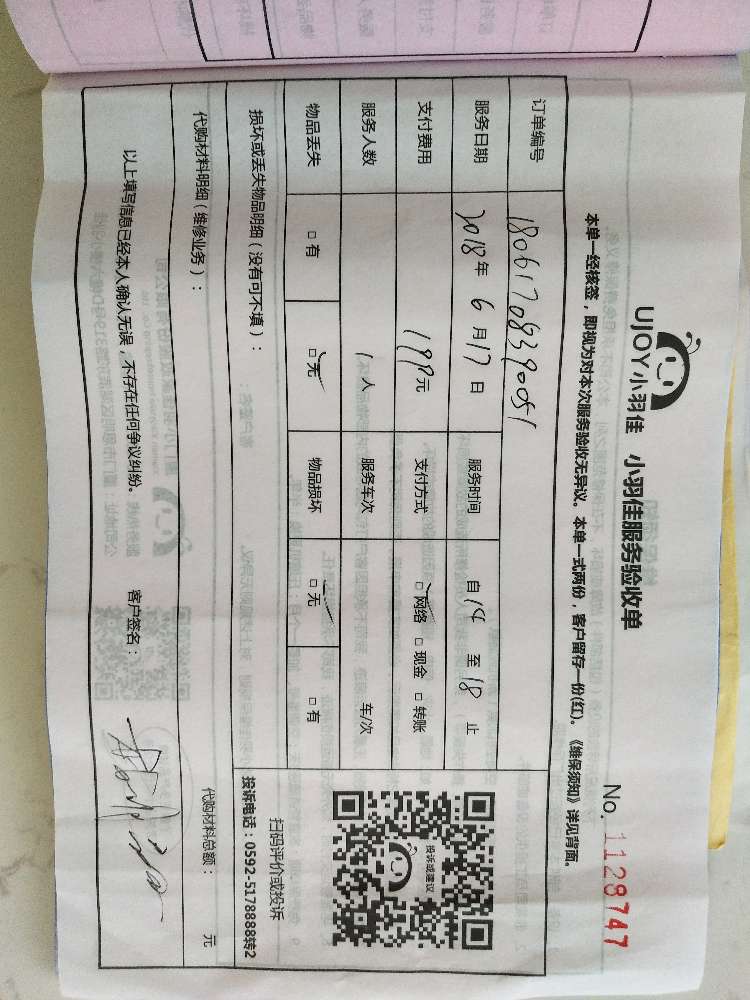 UJOY小羽佳 小羽佳服务验收单
No. 1128747
本单一经核签，即视为对本次服务验收无异议。本单一式两份，客户留存一份(红)。《维保须知》详见背面。
订单编号 18061708390051
服务日期 2018年 6月17日 服务时间 自14 至18止
支付费用 199元 支付方式 □网络 □现金 □转账
服务人数 1人 服务车次 车/次
物品丢失 □有 □无 物品损坏 □无 □有
投诉或建议
扫码评价或投诉
投诉电话：0592-5178888转2
损坏或丢失物品明细（没有可不填）：
代购材料明细（维修业务）： 代购材料总额： 元
以上填写信息已经本人确认无误，不存在任何争议纠纷。 客户签名：